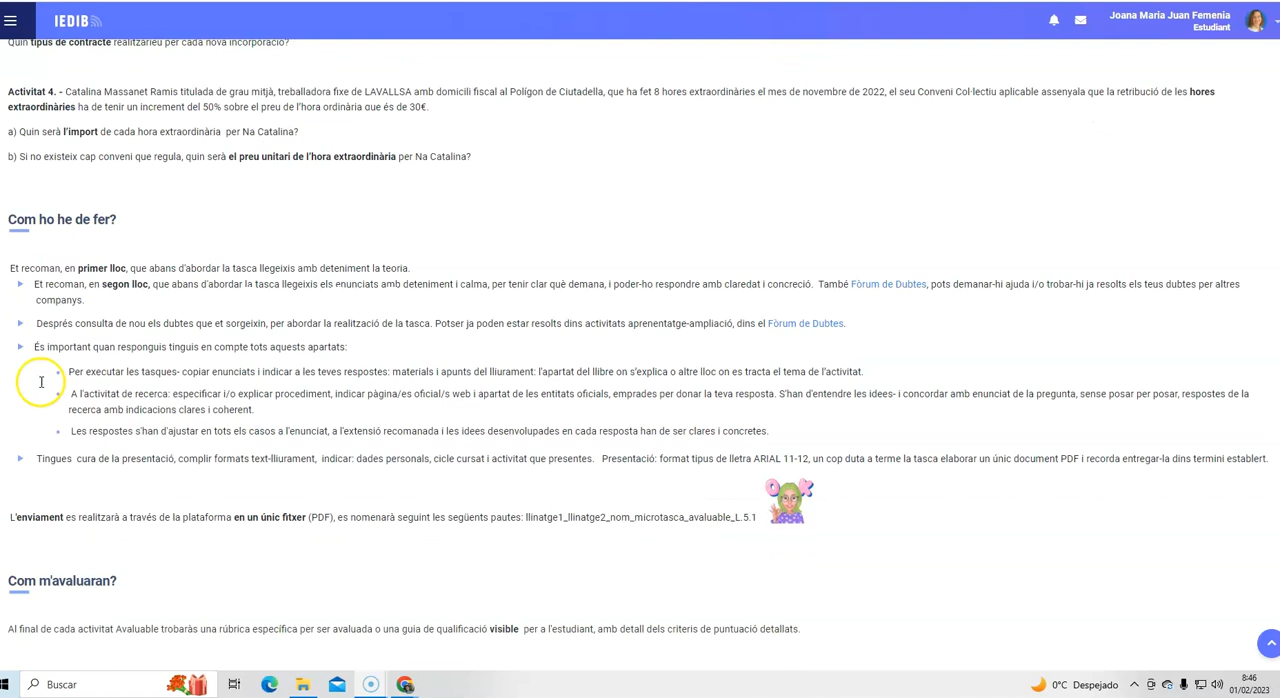 IEDIB
Joana Maria Juan Femenia
Estudiant
Quin tipus de contracte realitzaríeu per cada nova incorporació?
Activitat 4. - Catalina Massanet Ramis titulada de grau mitjà, treballadora fixe de LAVALLSA amb domicili fiscal al Polígon de Ciutadella, que ha fet 8 hores extraordinàries el mes de novembre de 2022, el seu Conveni Col·lectiu aplicable assenyala que la retribució de les hores
extraordinàries ha de tenir un increment del 50% sobre el preu de l'hora ordinària que és de 30€.
a) Quin serà l'import de cada hora extraordinària per Na Catalina?
b) Si no existeix cap conveni que regula, quin serà el preu unitari de l'hora extraordinària per Na Catalina?
Com ho he de fer?
Et recoman, en primer lloc, que abans d'abordar la tasca llegeixis amb deteniment la teoria.
Et recoman, en segon lloc, que abans d'abordar la tasca llegeixis els enunciats amb deteniment i calma, per tenir clar què demana, i poder-ho respondre amb claredat i concreció. També Fòrum de Dubtes, pots demanar-hi ajuda i/o trobar-hi ja resolts els teus dubtes per altres
companys.
Després consulta de nou els dubtes que et sorgeixin, per abordar la realització de la tasca. Potser ja poden estar resolts dins activitats aprenentatge-ampliació, dins el Fòrum de Dubtes.
És important quan responguis tinguis en compte tots aquests apartats:
Per executar les tasques- copiar enunciats i indicar a les teves respostes: materials i apunts del lliurament: l'apartat del llibre on s'explica o altre lloc on es tracta el tema de l'activitat.
A l'activitat de recerca: especificar i/o explicar procediment, indicar pàgina/es oficial/s web i apartat de les entitats oficials, emprades per donar la teva resposta. S'han d'entendre les idees- i concordar amb enunciat de la pregunta, sense posar per posar, respostes de la
recerca amb indicacions clares i coherent.
Les respostes s'han d'ajustar en tots els casos a l'enunciat, a l'extensió recomanada i les idees desenvolupades en cada resposta han de ser clares i concretes.
Tingues cura de la presentació, complir formats text-lliurament, indicar: dades personals, cicle cursat i activitat que presentes. Presentació: format tipus de lletra ARIAL 11-12, un cop duta a terme la tasca elaborar un únic document PDF i recorda entregar-la dins termini establert.
OK
L'enviament es realitzarà a través de la plataforma en un únic fitxer (PDF), es nomenarà seguint les següents pautes: llinatge1_llinatge2_nom_microtasca_avaluable_L.5.1
Com m'avaluaran?
Al final de cada activitat Avaluable trobaràs una rúbrica específica per ser avaluada o una guia de qualificació visible per a l'estudiant, amb detall dels criteris de puntuació detallats.
Buscar
0°C Despejado
8:46
01/02/2023